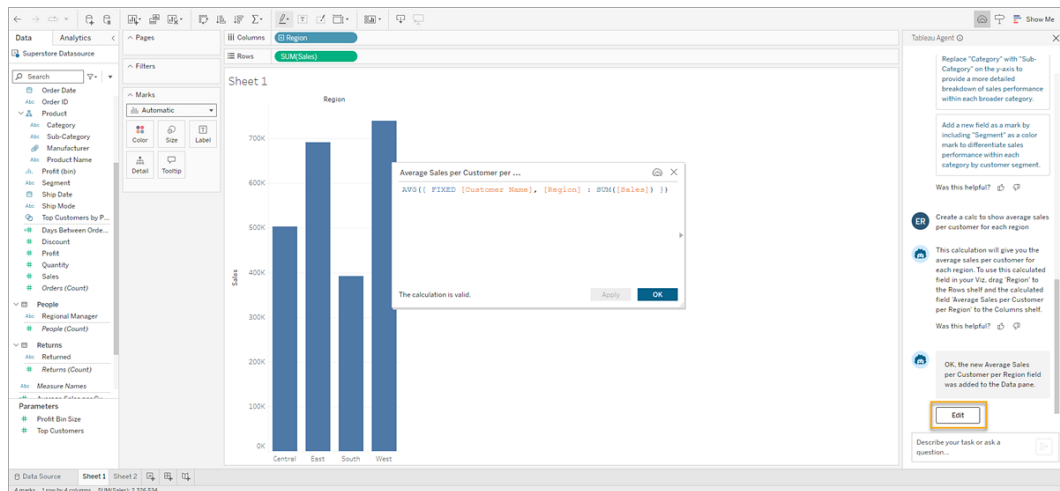 Show Me
Data
Analytics
Superstore Datasource
Search
Order Date
Abc Order ID
Product
Abc Category
Abc Sub-Category
Manufacturer
Abc Product Name
Profit (bin)
Abc Segment
Ship Date
Abc Ship Mode
Top Customers by P...
Days Between Orde...
Discount
Profit
Quantity
Sales
Orders (Count)
People
Abc Regional Manager
People (Count)
Returns
Abc Returned
Returns (Count)
Abc Measure Names
Parameters
Profit Bin Size
Top Customers
Pages
Filters
Marks
Automatic
Color Size Label
Detail Tooltip
Columns
Region
Rows
SUM(Sales)
Sheet 1
Region
700K
600K
500K
400K
300K
200K
100K
0K
Sales
Central East South West
Average Sales per Customer per ...
AVG({ FIXED [Customer Name], [Region] : SUM([Sales]) })
The calculation is valid.
Apply
OK
Tableau Agent
Replace "Category" with "Sub-
Category" on the y-axis to
provide a more detailed
breakdown of sales performance
within each broader category.
Add a new field as a mark by
including "Segment" as a color
mark to differentiate sales
performance within each
category by customer segment.
Was this helpful?
ER
Create a calc to show average sales
per customer for each region
This calculation will give you the
average sales per customer for
each region. To use this calculated
field in your Viz, drag 'Region' to
the Rows shelf and the calculated
field 'Average Sales per Customer
per Region' to the Columns shelf.
Was this helpful?
OK, the new Average Sales
per Customer per Region field
was added to the Data pane.
Edit
Describe your task or ask a
question...
Data Source
Sheet 1
Sheet 2